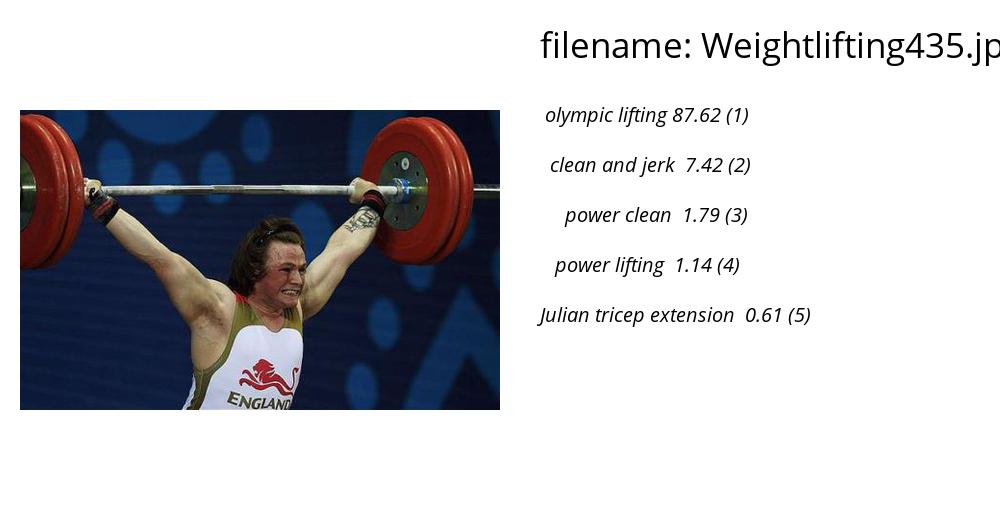 filename: Weightlifting435.jp
olympic lifting 87.62 (1)
clean and jerk 7.42 (2)
power clean 1.79 (3)
power lifting 1.14 (4)
Julian tricep extension 0.61 (5)
ENGLAND